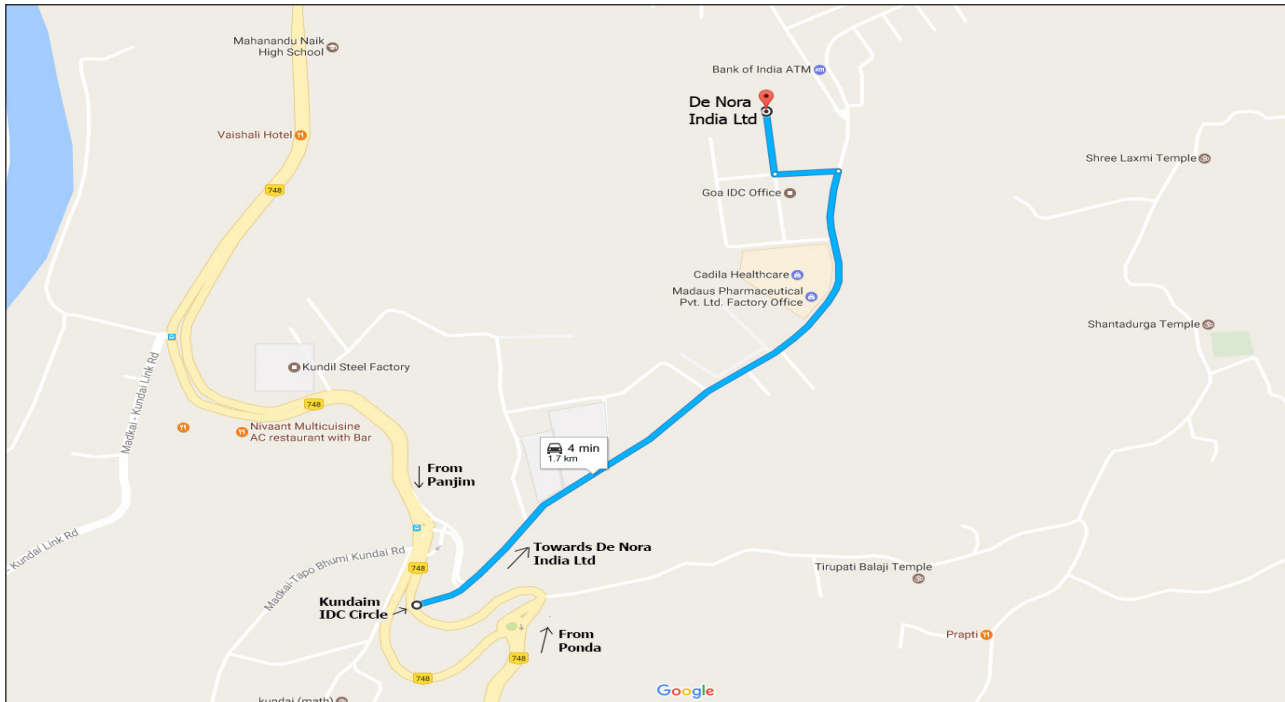 Mahanandu Naik
High School
Bank of India ATM
De Nora
India Ltd
Vaishali Hotel
Shree Laxmi Temple
748
Goa IDC Office
Cadila Healthcare
Madaus Pharmaceutical
Pvt. Ltd. Factory Office
Shantadurga Temple
Kundil Steel Factory
Madkai - Kundai Link Rd
748
Nivaant Multicuisine
AC restaurant with Bar
4 min
1.7 km
From
Panjim
Kundai Link Rd
Madkai-Tapo Bhumi Kundai Rd
Towards De Nora
India Ltd
748
Tirupati Balaji Temple
Kundaim
IDC Circle
From
Ponda
Prapti
748
748
Google
kundai (math)